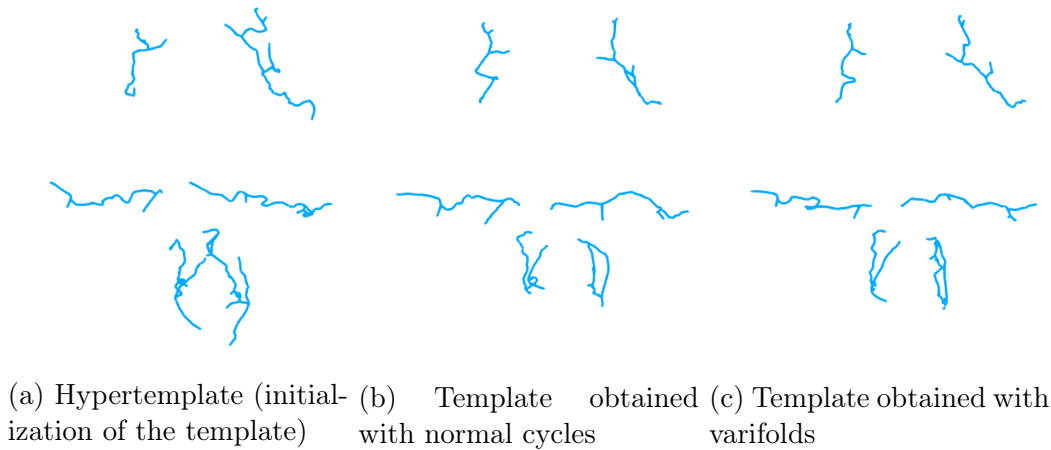 (a) Hypertemplate (initial-
ization of the template)
(b) Template obtained
with normal cycles
(c) Template obtained with
varifolds